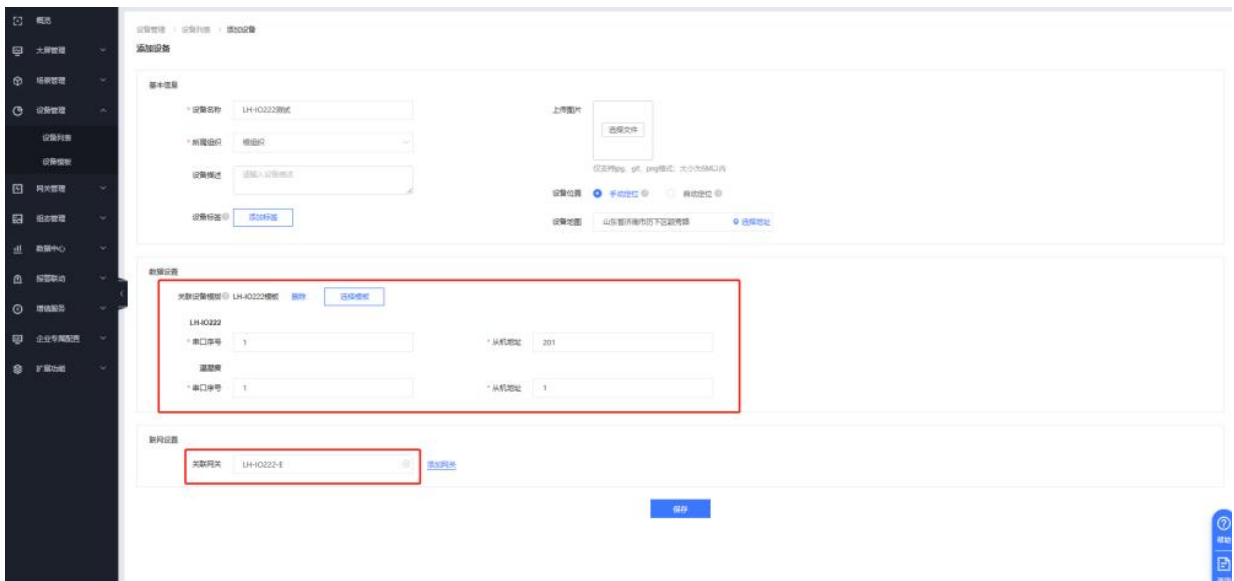 概览
大屏管理
场景管理
设备管理
设备列表
设备模板
网关管理
组态管理
数据中心
报警联动
增值服务
企业专属配置
扩展功能
设备管理 / 设备列表 / 添加设备
添加设备
基本信息
* 设备名称 LH-IO222测试
* 所属组织 根组织
设备描述 请输入设备描述
设备标签 添加标签
上传图片 选择文件
仅支持jpg、gif、png格式；大小为5M以内
设备位置 手动定位 自动定位
设备地图 山东省济南市历下区颖秀路 选择地址
数据设置
关联设备模板 LH-IO222模板 删除 选择模板
LH-IO222
* 串口序号 1 * 从机地址 201
温湿度
* 串口序号 1 * 从机地址 1
联网设置
关联网关 LH-IO222-E 添加网关
保存
帮助